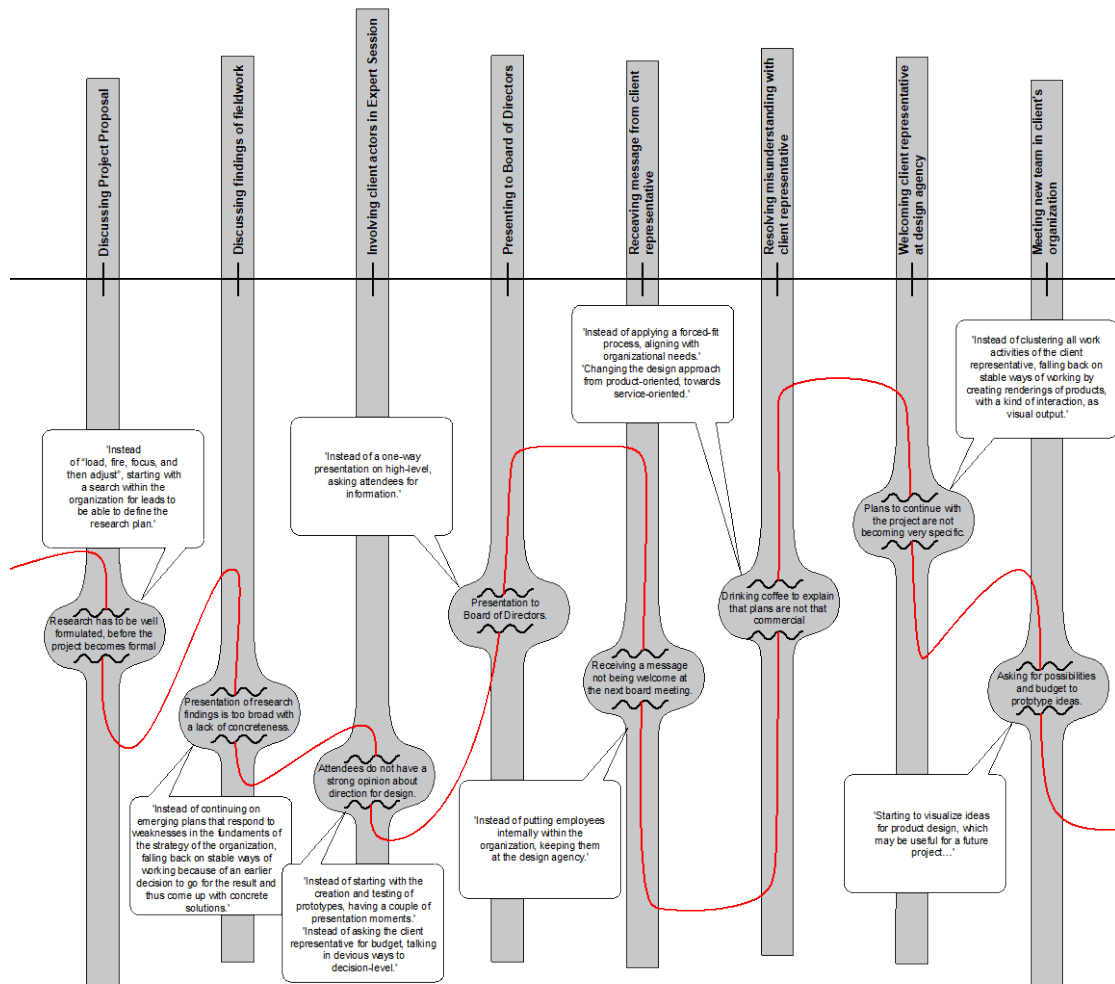 Discussing Project Proposal
Discussing findings of fieldwork
Involving client actors in Expert Session
Presenting to Board of Directors
Receaving message from client
representative
Resolving misunderstanding with
client representative
Welcoming client representative
at design agency
Meeting new team in client's
organization
'Instead
of “load, fire, focus, and
then adjust”, starting with
a search within the
organization for leads to
be able to define the
research plan.'
'Instead of a one-way
presentation on high-level,
asking attendees for
information.'
'Instead of applying a forced-fit
process, aligning with
organizational needs.'
'Changing the design approach
from product-oriented, towards
service-oriented.'
'Instead of clustering all work
activities of the client
representative, falling back on
stable ways of working by
creating renderings of products,
with a kind of interaction, as
visual output.'
Research has to be well
formulated, before the
project becomes formal
Presentation of research
findings is too broad with
a lack of concreteness.
Attendees do not have a
strong opinion about
direction for design.
Presentation to
Board of Directors.
Receiving a message
not being welcome at
the next board meeting.
Drinking coffee to explain
that plans are not that
commercial
Plans to continue with
the project are not
becoming very specific.
Asking for possibilities
and budget to
prototype ideas.
'Instead of continuing on
emerging plans that respond to
weaknesses in the fundaments of
the strategy of the organization,
falling back on stable ways of
working because of an earlier
decision to go for the result and
thus come up with concrete
solutions.'
'Instead of starting with the
creation and testing of
prototypes, having a couple of
presentation moments.'
'Instead of asking the client
representative for budget, talking
in devious ways to
decision-level.'
'Instead of putting employees
internally within the
organization, keeping them
at the design agency.'
'Starting to visualize ideas
for product design, which
may be useful for a future
project…'